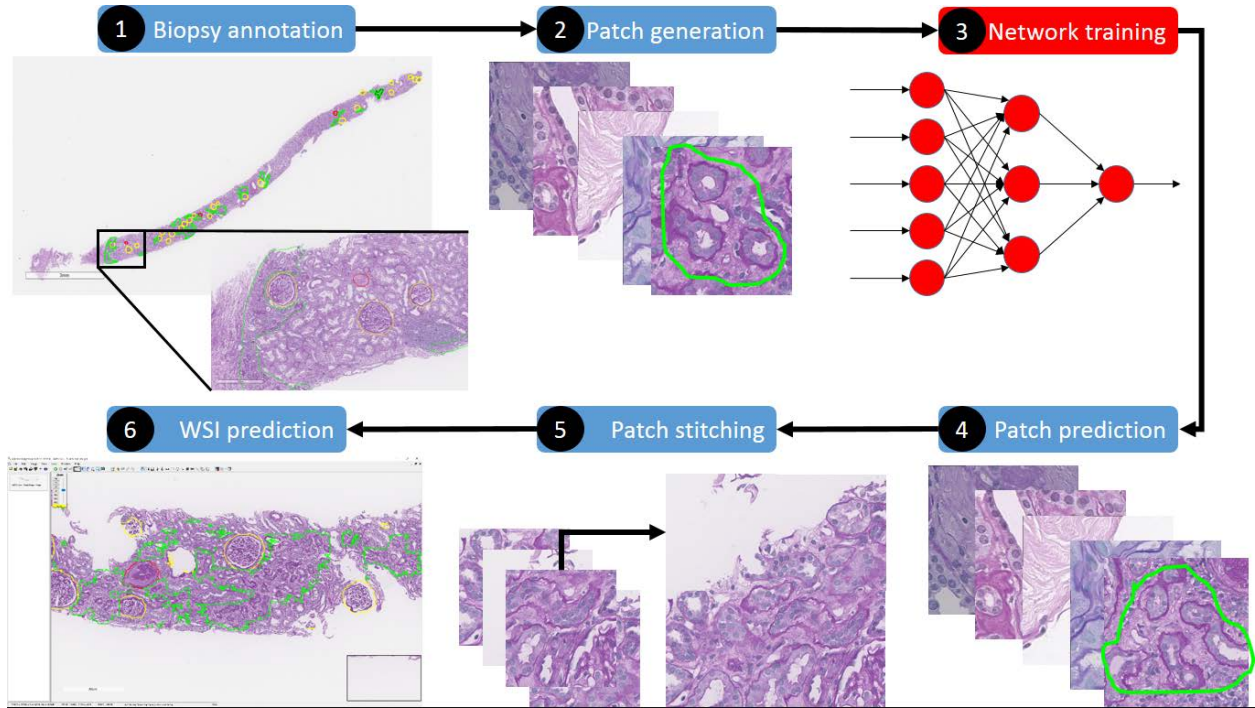 1 Biopsy annotation
2 Patch generation
3 Network training
6 WSI prediction
5 Patch stitching
4 Patch prediction